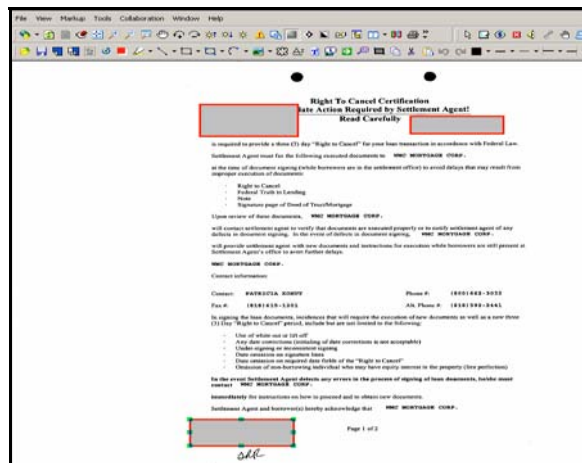 File View Markup Tools Collaboration Window Help
Right To Cancel Certification
ate Action Required by Settlement Agent!
Read Carefully
is required to provide a three (3) day "Right to Cancel" for your loan transaction in accordance with Federal Law.
Settlement Agent must fax the following executed documents to WMC MORTGAGE CORP.
at the time of document signing (while borrowers are in the settlement office) to avoid delays that may result from
improper execution of documents:
Right to Cancel
Federal Truth in Lending
Note
Signature page of Deed of Trust/Mortgage
Upon review of these documents, WMC MORTGAGE CORP.
will contact settlement agent to verify that documents are executed properly or to notify settlement agent of any
defects in document signing. In the event of defects in document signing, WMC MORTGAGE CORP.
will provide settlement agent with new documents and instructions for execution while borrowers are still present at
Settlement Agent's office to avoid further delays.
WMC MORTGAGE CORP.
Contact information:
Contact: PATRICIA Phone #:
Fax #: Alt. Phone #:
In signing the loan documents, incidences that will require the execution of new documents as well as a new three
(3) Day "Right to Cancel" period, include but are not limited to the following:
Use of white-out or lift-off
Any date corrections (initialing of date corrections is not acceptable)
Under-signing or inconsistent signing
Date omission on signature lines
Date omission on required date fields of the "Right to Cancel"
Omission of non-borrowing individual who may have equity interest in the property (lien perfection)
In the event Settlement Agent detects any errors in the process of signing of loan documents, he/she must
contact WMC MORTGAGE CORP.
immediately for instructions on how to proceed and to obtain new documents.
Settlement Agent and borrower(s) hereby acknowledge that WMC MORTGAGE CORP.
Page 1 of 2